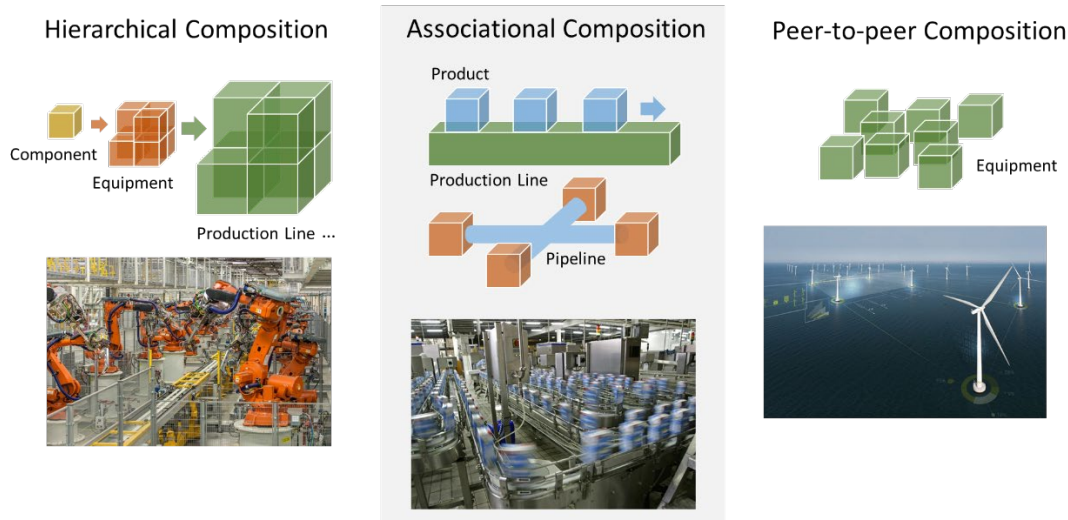 Hierarchical Composition
Component
Equipment
Production Line ...
Associational Composition
Product
Production Line
Pipeline
Peer-to-peer Composition
Equipment